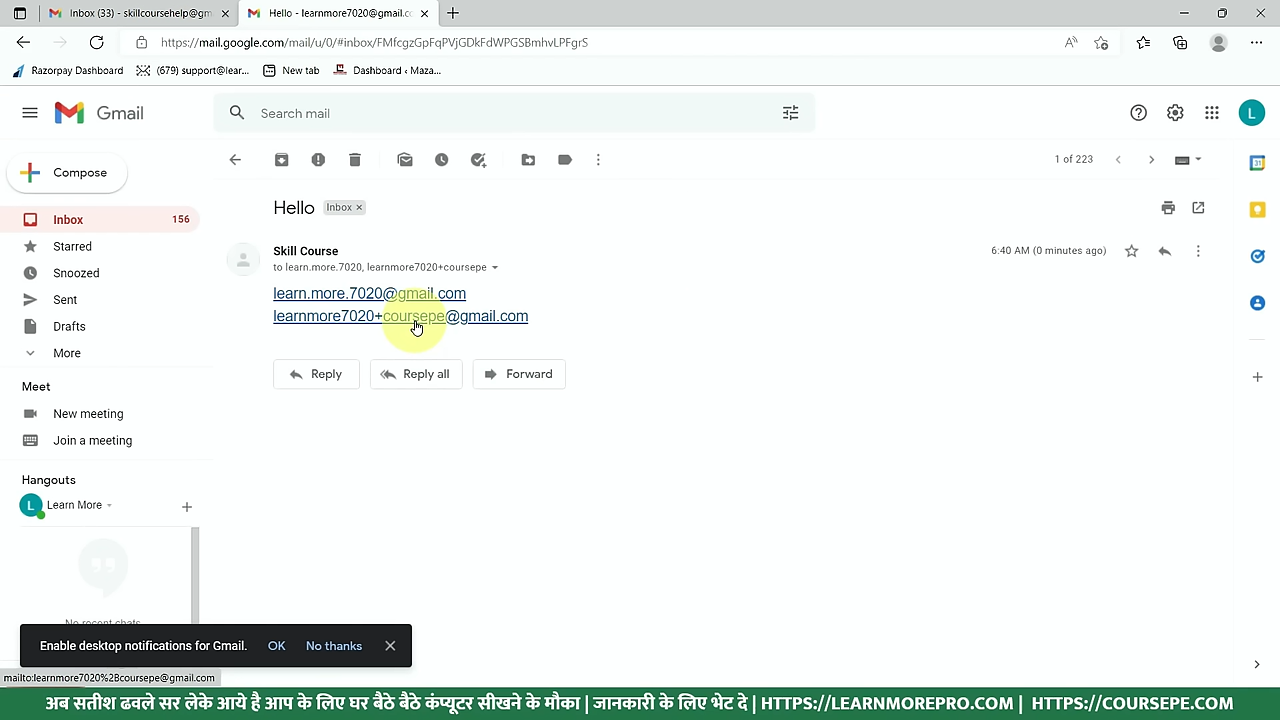 Inbox (33) - skillcoursehelp@gm
Hello - learnmore7020@gmail.c
https://mail.google.com/mail/u/0/#inbox/FMfcgzGpFqPVjGDkFdWPGSBmhvLPFgrS
Razorpay Dashboard
(679) support@lear...
New tab
Dashboard ‹ Maza...
Gmail
Search mail
L
Compose
1 of 223
31
Inbox 156
Hello Inbox ×
Starred
Skill Course
6:40 AM (0 minutes ago)
Snoozed
to learn.more.7020, learnmore7020+coursepe
Sent
learn.more.7020@gmail.com
Drafts
learnmore7020+coursepe@gmail.com
More
Reply
Reply all
Forward
Meet
New meeting
Join a meeting
Hangouts
L Learn More
No recent chats
Enable desktop notifications for Gmail. OK No thanks
mailto:learnmore7020%2Bcoursepe@gmail.com
अब सतीश ढवले सर लेके आये है आप के लिए घर बैठे बैठे कंप्यूटर सीखने के मौका | जानकारी के लिए भेट दे | HTTPS://LEARNMOREPRO.COM | HTTPS://COURSEPE.COM